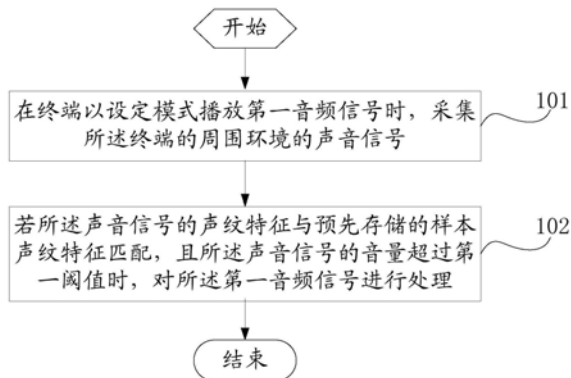 开始
在终端以设定模式播放第一音频信号时，采集
所述终端的周围环境的声音信号
101
若所述声音信号的声纹特征与预先存储的样本
声纹特征匹配，且所述声音信号的音量超过第
一阈值时，对所述第一音频信号进行处理
102
结束